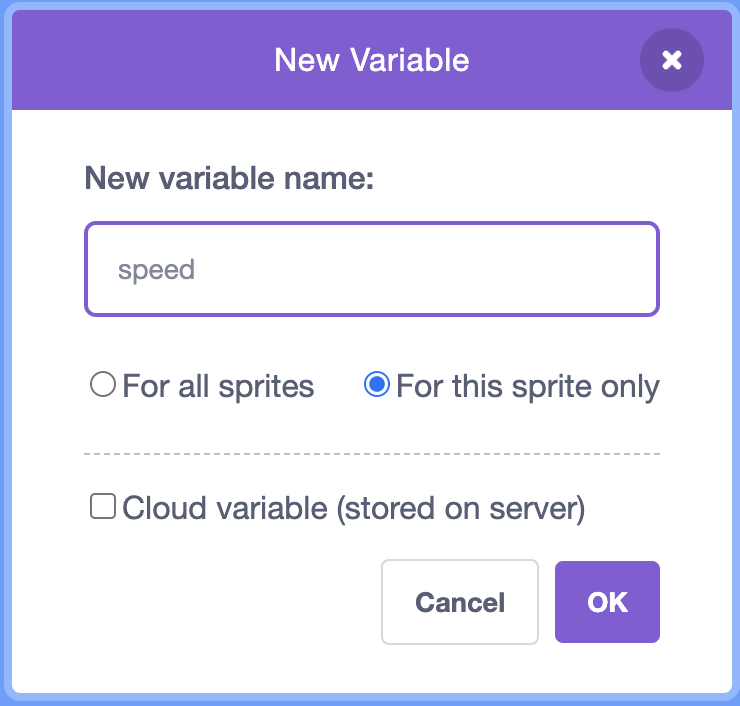 New Variable
New variable name:
speed
For all sprites For this sprite only
Cloud variable (stored on server)
Cancel OK